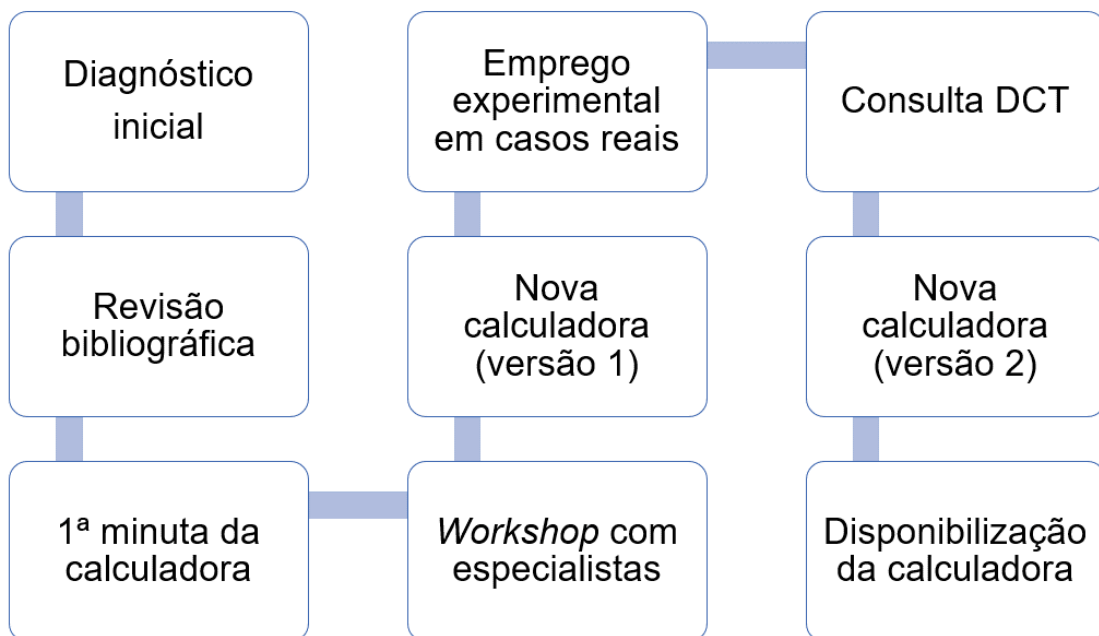 Diagnóstico
inicial
Revisão
bibliográfica
1ª minuta da
calculadora
Workshop com
especialistas
Nova
calculadora
(versão 1)
Emprego
experimental
em casos reais
Consulta DCT
Nova
calculadora
(versão 2)
Disponibilização
da calculadora